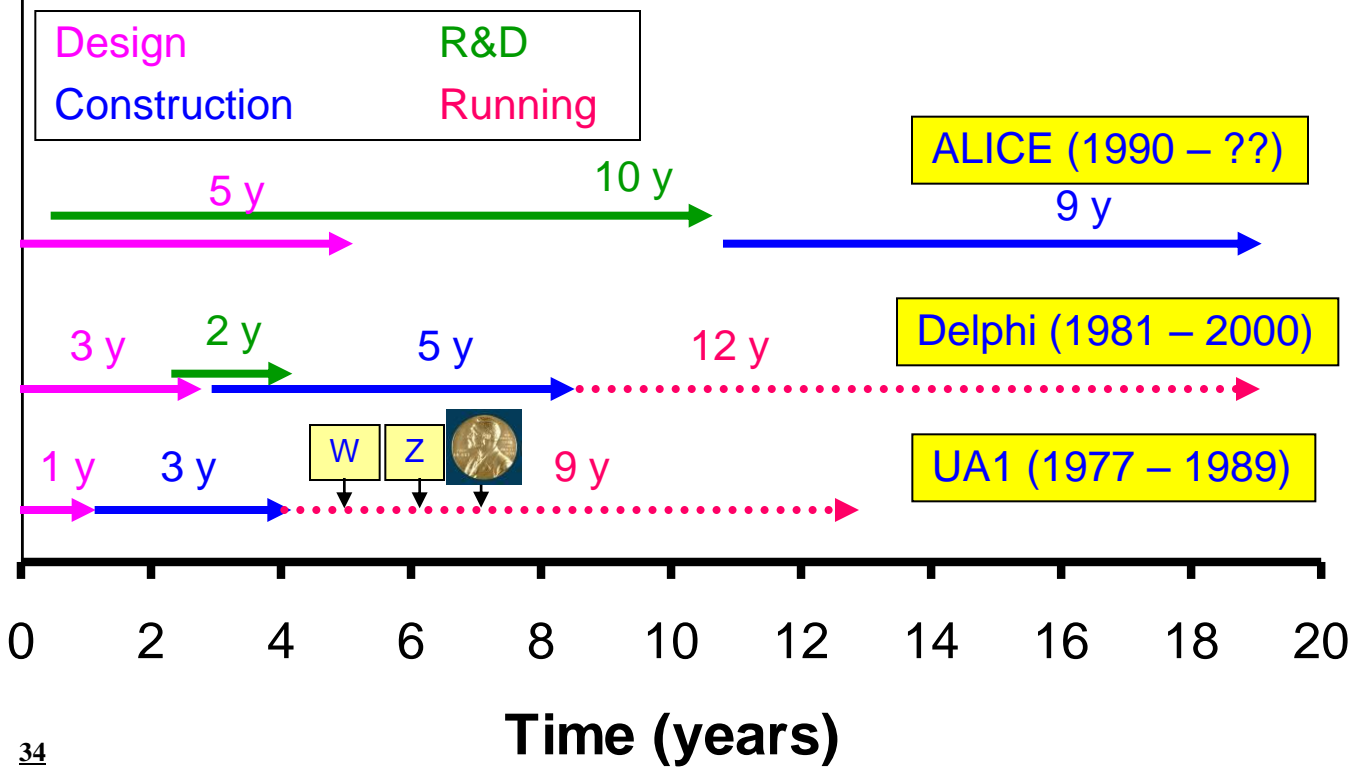 Design R&D
Construction Running
ALICE (1990 – ??)
5 y 10 y 9 y
Delphi (1981 – 2000)
3 y 2 y 5 y 12 y
W Z
1 y 3 y 9 y UA1 (1977 – 1989)
0 2 4 6 8 10 12 14 16 18 20
Time (years)
34